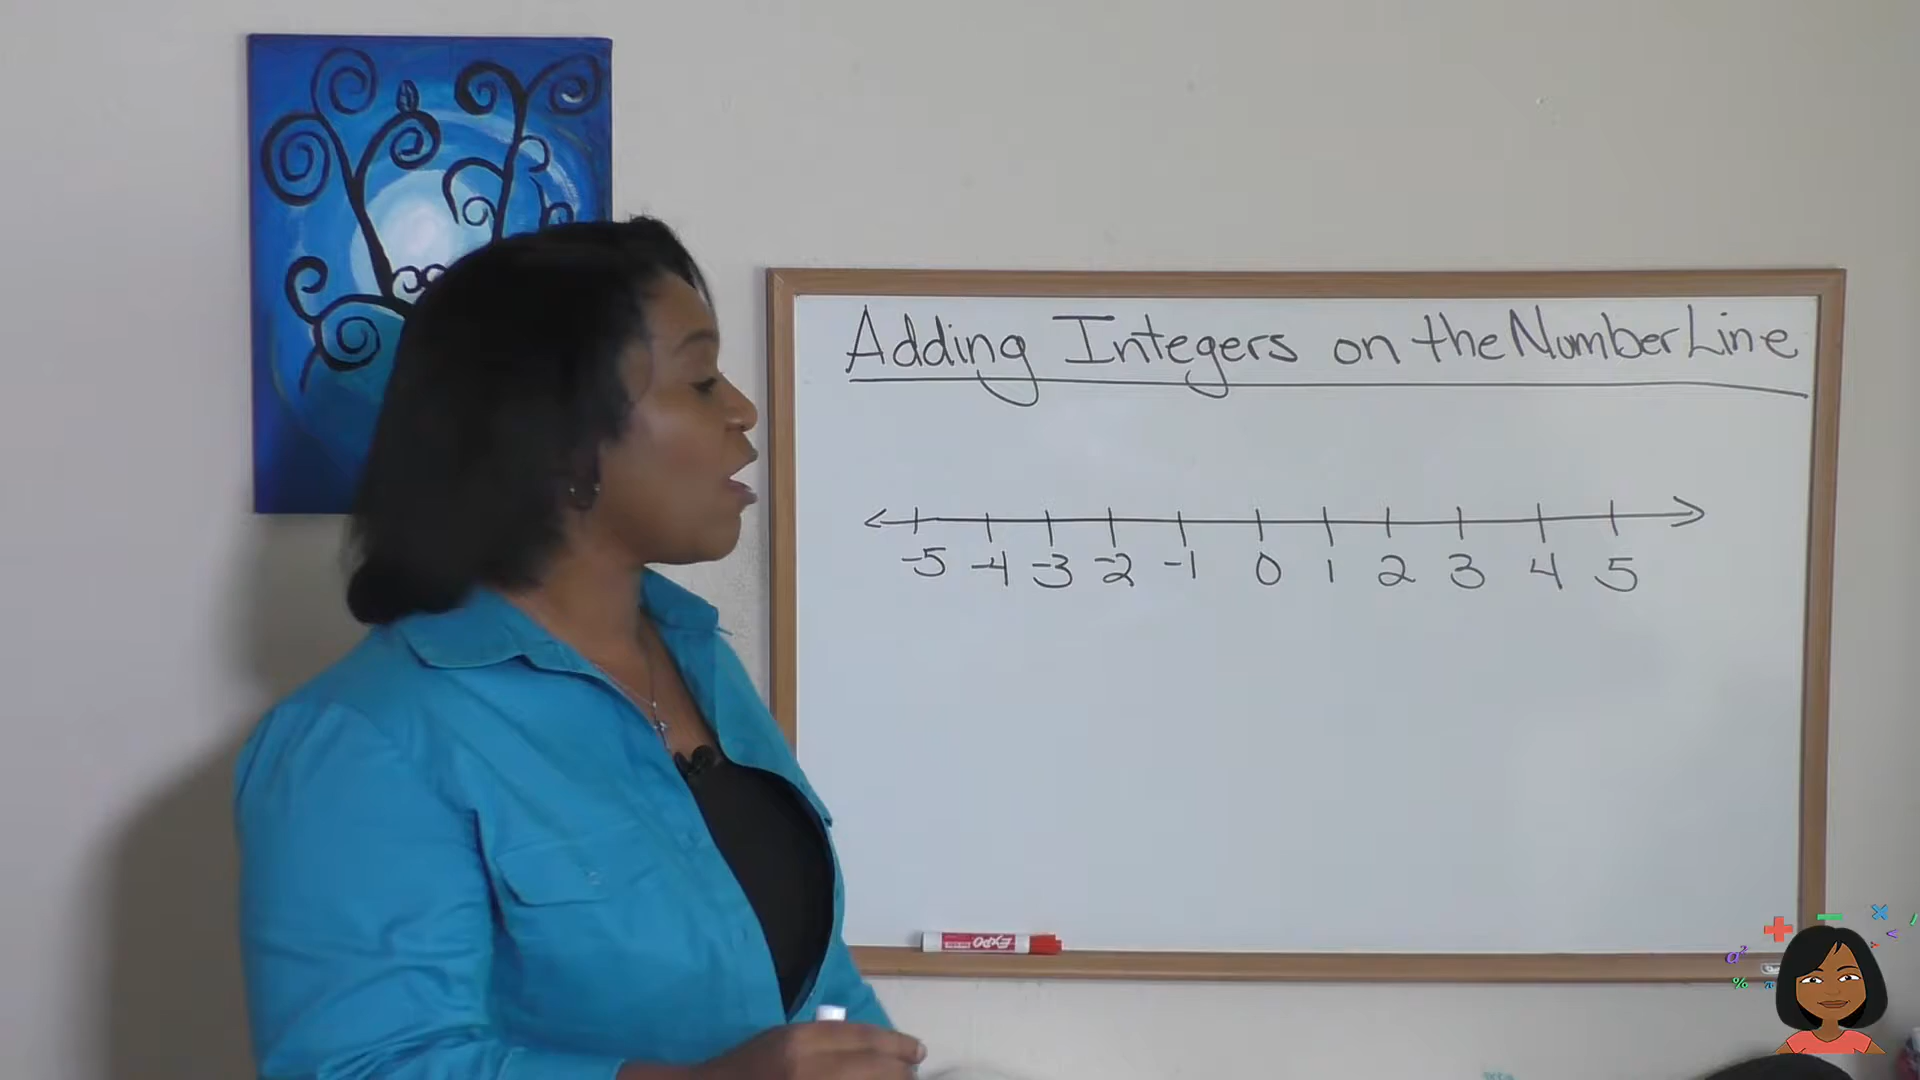 Adding Integers on the Number Line
-5 -4 -3 -2 -1 0 1 2 3 4 5
EXPO